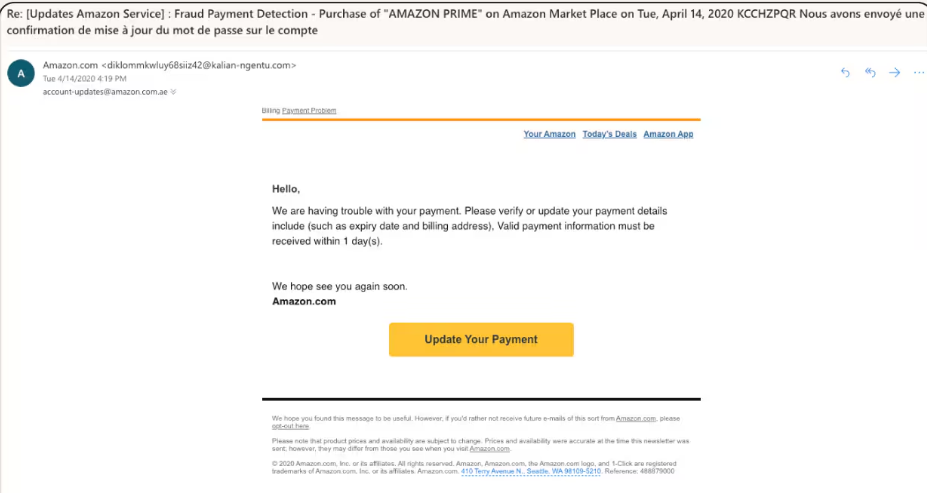 Re: [Updates Amazon Service] : Fraud Payment Detection - Purchase of "AMAZON PRIME" on Amazon Market Place on Tue, April 14, 2020 KCCHZPQR Nous avons envoyé une
confirmation de mise à jour du mot de passe sur le compte
A
Amazon.com <diklommkwluy68siiz42@kalian-ngentu.com>
Tue 4/14/2020 4:19 PM
account-updates@amazon.com.ae
Billing Payment Problem
Your Amazon Today's Deals Amazon App
Hello,
We are having trouble with your payment. Please verify or update your payment details
include (such as expiry date and billing address), Valid payment information must be
received within 1 day(s).
We hope see you again soon.
Amazon.com
Update Your Payment
We hope you found this message to be useful. However, if you'd rather not receive future e-mails of this sort from Amazon.com, please
opt-out here.
Please note that product prices and availability are subject to change. Prices and availability were accurate at the time this newsletter was
sent; however, they may differ from those you see when you visit Amazon.com.
© 2020 Amazon.com, Inc. or its affiliates. All rights reserved. Amazon, Amazon.com, the Amazon.com logo, and 1-Click are registered
trademarks of Amazon.com, Inc. or its affiliates. Amazon.com, 410 Terry Avenue N., Seattle, WA 98109-5210. Reference: 488879000